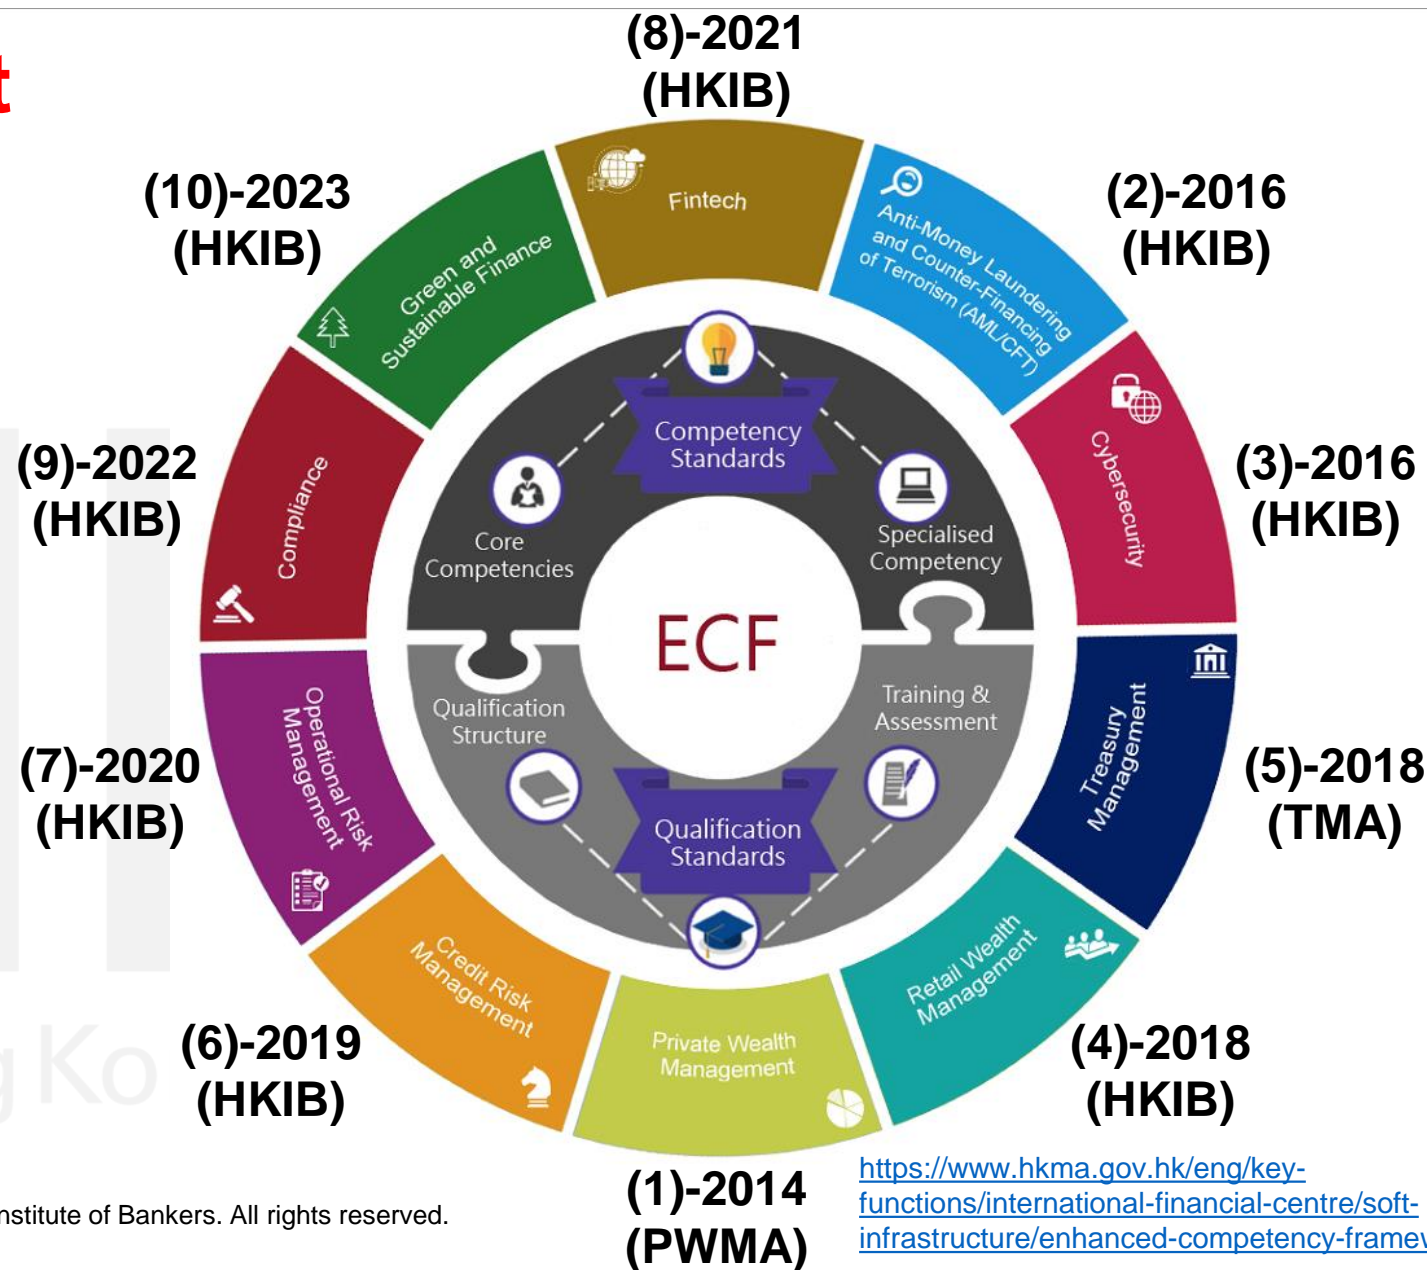 t
(8)-2021
(HKIB)
(10)-2023
(HKIB)
Fintech
Anti-Money Laundering
and Counter-Financing
of Terrorism (AML/CFT)
(2)-2016
(HKIB)
Green and
Sustainable Finance
Competency
Standards
Cybersecurity
(3)-2016
(HKIB)
(9)-2022
(HKIB)
Compliance
Core
Competencies
Specialised
Competency
ECF
Qualification
Structure
Training &
Assessment
Treasury
Management
(5)-2018
(TMA)
(7)-2020
(HKIB)
Operational Risk
Management
Qualification
Standards
Credit Risk
Management
Retail Wealth
Management
(6)-2019
(HKIB)
Private Wealth
Management
(4)-2018
(HKIB)
gKo
(1)-2014
(PWMA)
https://www.hkma.gov.hk/eng/key-
functions/international-financial-centre/soft-
infrastructure/enhanced-competency-framew
nstitute of Bankers. All rights reserved.